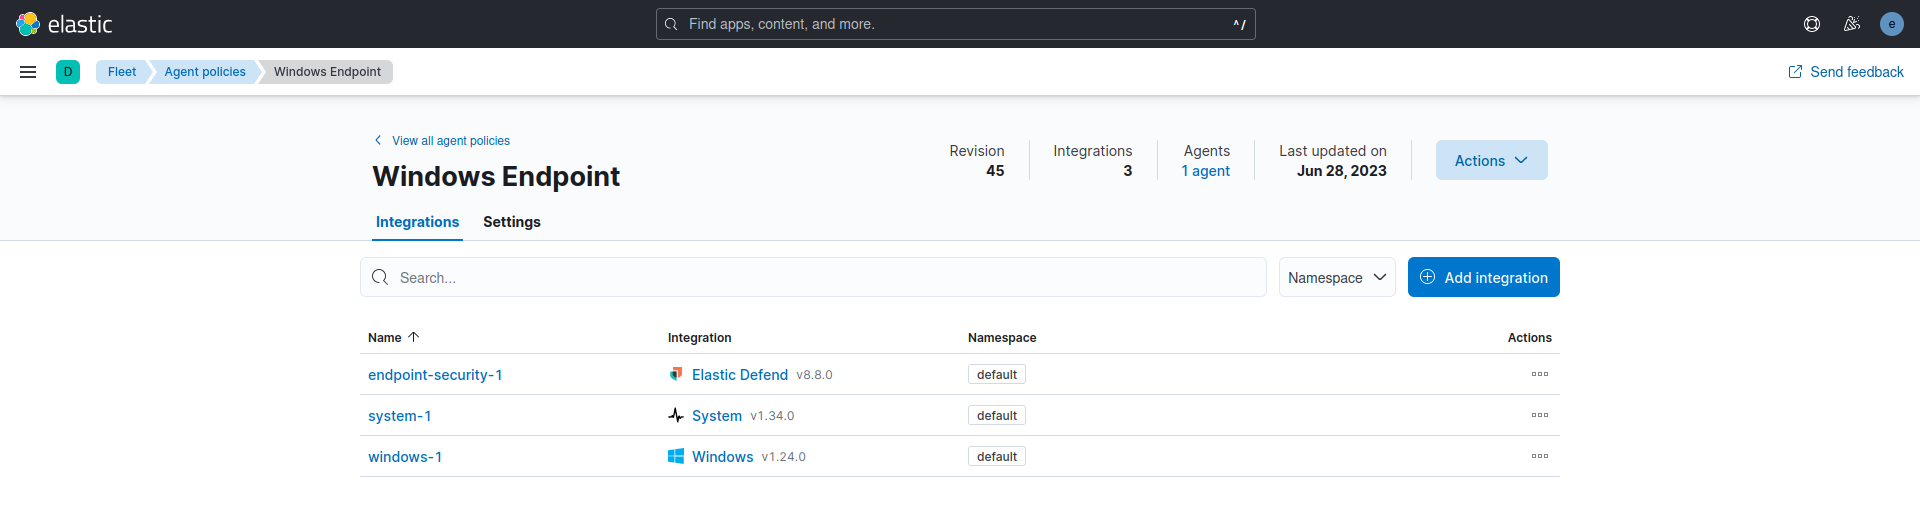 elastic
Find apps, content, and more.
^/
e
D
Fleet
Agent policies
Windows Endpoint
Send feedback
View all agent policies
Windows Endpoint
Revision
45
Integrations
3
Agents
1 agent
Last updated on
Jun 28, 2023
Actions
Integrations
Settings
Search...
Namespace
Add integration
Name Integration Namespace Actions
endpoint-security-1 Elastic Defend v8.8.0 default
system-1 System v1.34.0 default
windows-1 Windows v1.24.0 default